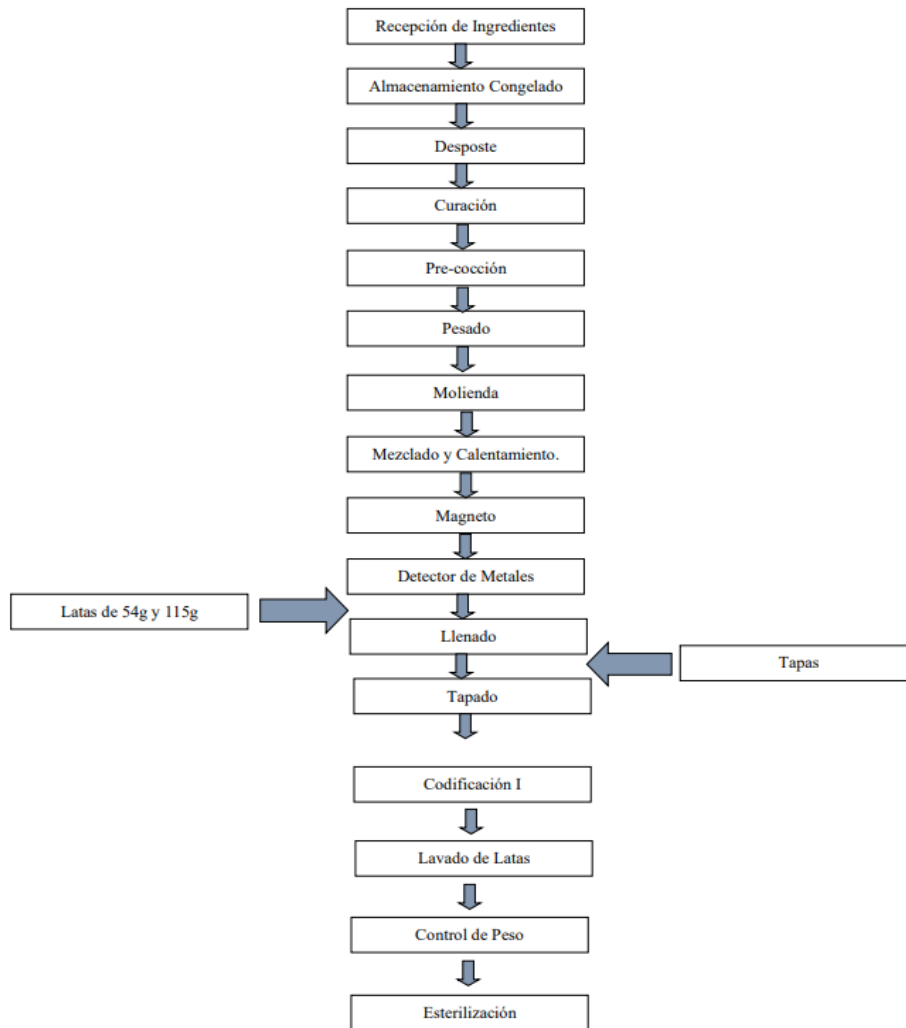 Recepción de Ingredientes
Almacenamiento Congelado
Desposte
Curación
Pre-cocción
Pesado
Molienda
Mezclado y Calentamiento.
Magneto
Detector de Metales
Latas de 54g y 115g
Llenado
Tapas
Tapado
Codificación I
Lavado de Latas
Control de Peso
Esterilización